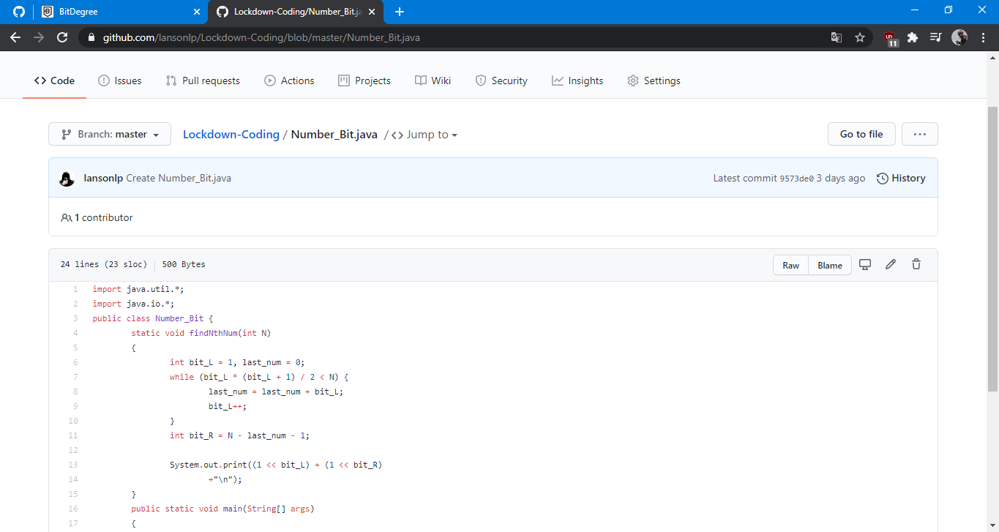 BitDegree
Lockdown-Coding/Number_Bit.ja
github.com/lansonlp/Lockdown-Coding/blob/master/Number_Bit.java
11
Code Issues Pull requests Actions Projects Wiki Security Insights Settings
Branch: master Lockdown-Coding / Number_Bit.java / <> Jump to Go to file ...
lansonlp Create Number_Bit.java Latest commit 9573de0 3 days ago History
1 contributor
24 lines (23 sloc) 500 Bytes Raw Blame
1 import java.util.*;
2 import java.io.*;
3 public class Number_Bit {
4 static void findNthNum(int N)
5 {
6 int bit_L = 1, last_num = 0;
7 while (bit_L * (bit_L + 1) / 2 < N) {
8 last_num = last_num + bit_L;
9 bit_L++;
10 }
11 int bit_R = N - last_num - 1;
12
13 System.out.print((1 << bit_L) + (1 << bit_R)
14 +"\n");
15 }
16 public static void main(String[] args)
17 {